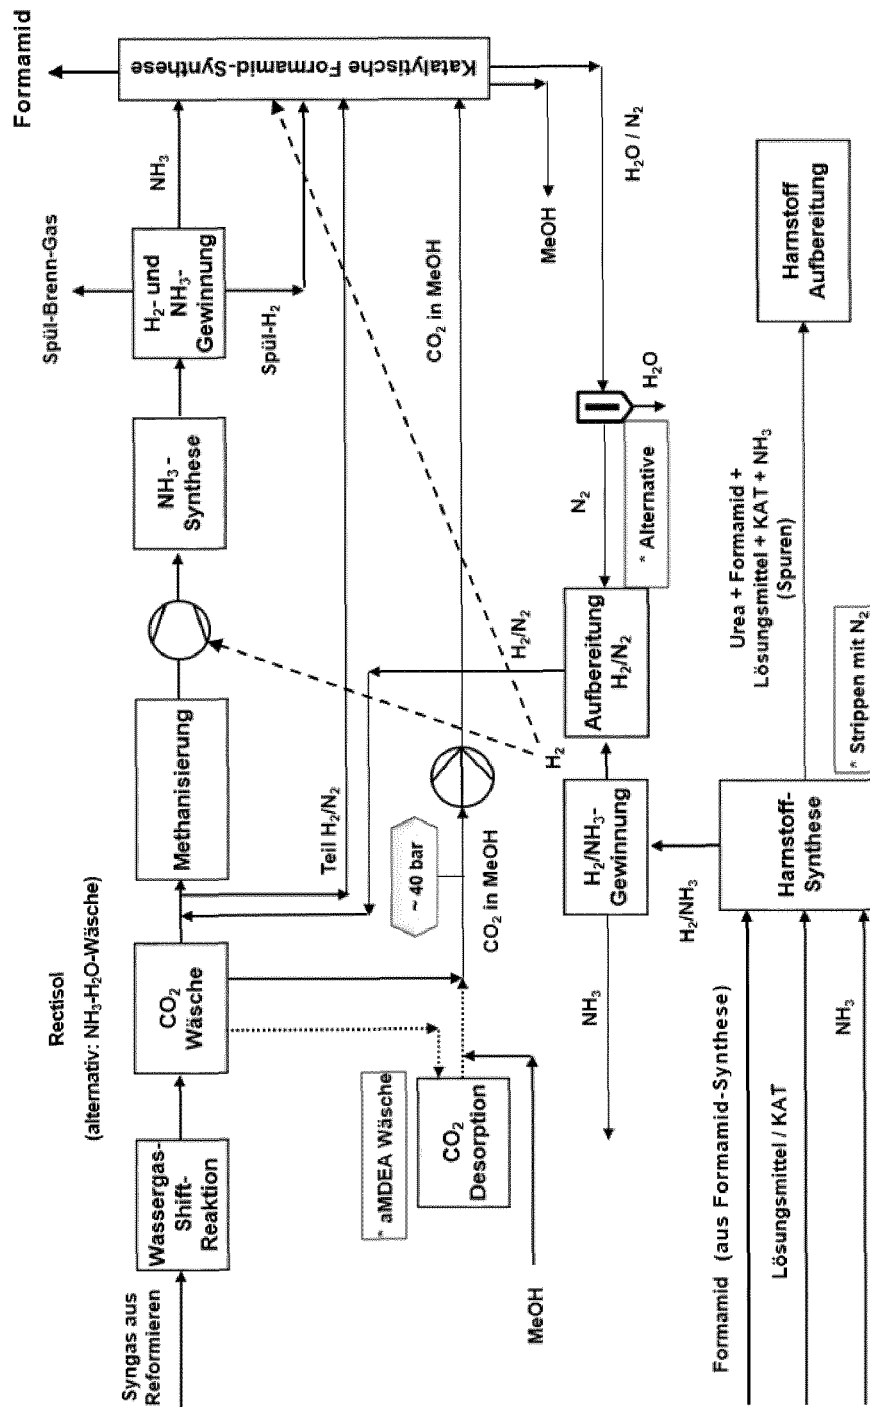 Syngas aus
Reformieren
Wassergas-
Shift-
Reaktion
Rectisol
(alternativ: NH₃-H₂O-Wäsche)
CO₂
Wäsche
Methanisierung
NH₃ -
Synthese
H₂- und
NH₃-
Gewinnung
Spül-Brenn-Gas
NH₃
Formamid
Katalytische Formamid-Synthese
Spül-H₂
Teil H₂/N₂
* aMDEA Wäsche
CO₂
Desorption
MeOH
~ 40 bar
CO₂ in MeOH
CO₂ in MeOH
MeOH
H₂O / N₂
H₂/N₂
H₂
N₂
H₂O
* Alternative
NH₃
H₂/NH₃-
Gewinnung
Aufbereitung
H₂/N₂
H₂/NH₃
Formamid (aus Formamid-Synthese)
Lösungsmittel / KAT
NH₃
Harnstoff-
Synthese
* Strippen mit N₂
Urea + Formamid +
Lösungsmittel + KAT + NH₃
(Spuren)
Harnstoff
Aufbereitung